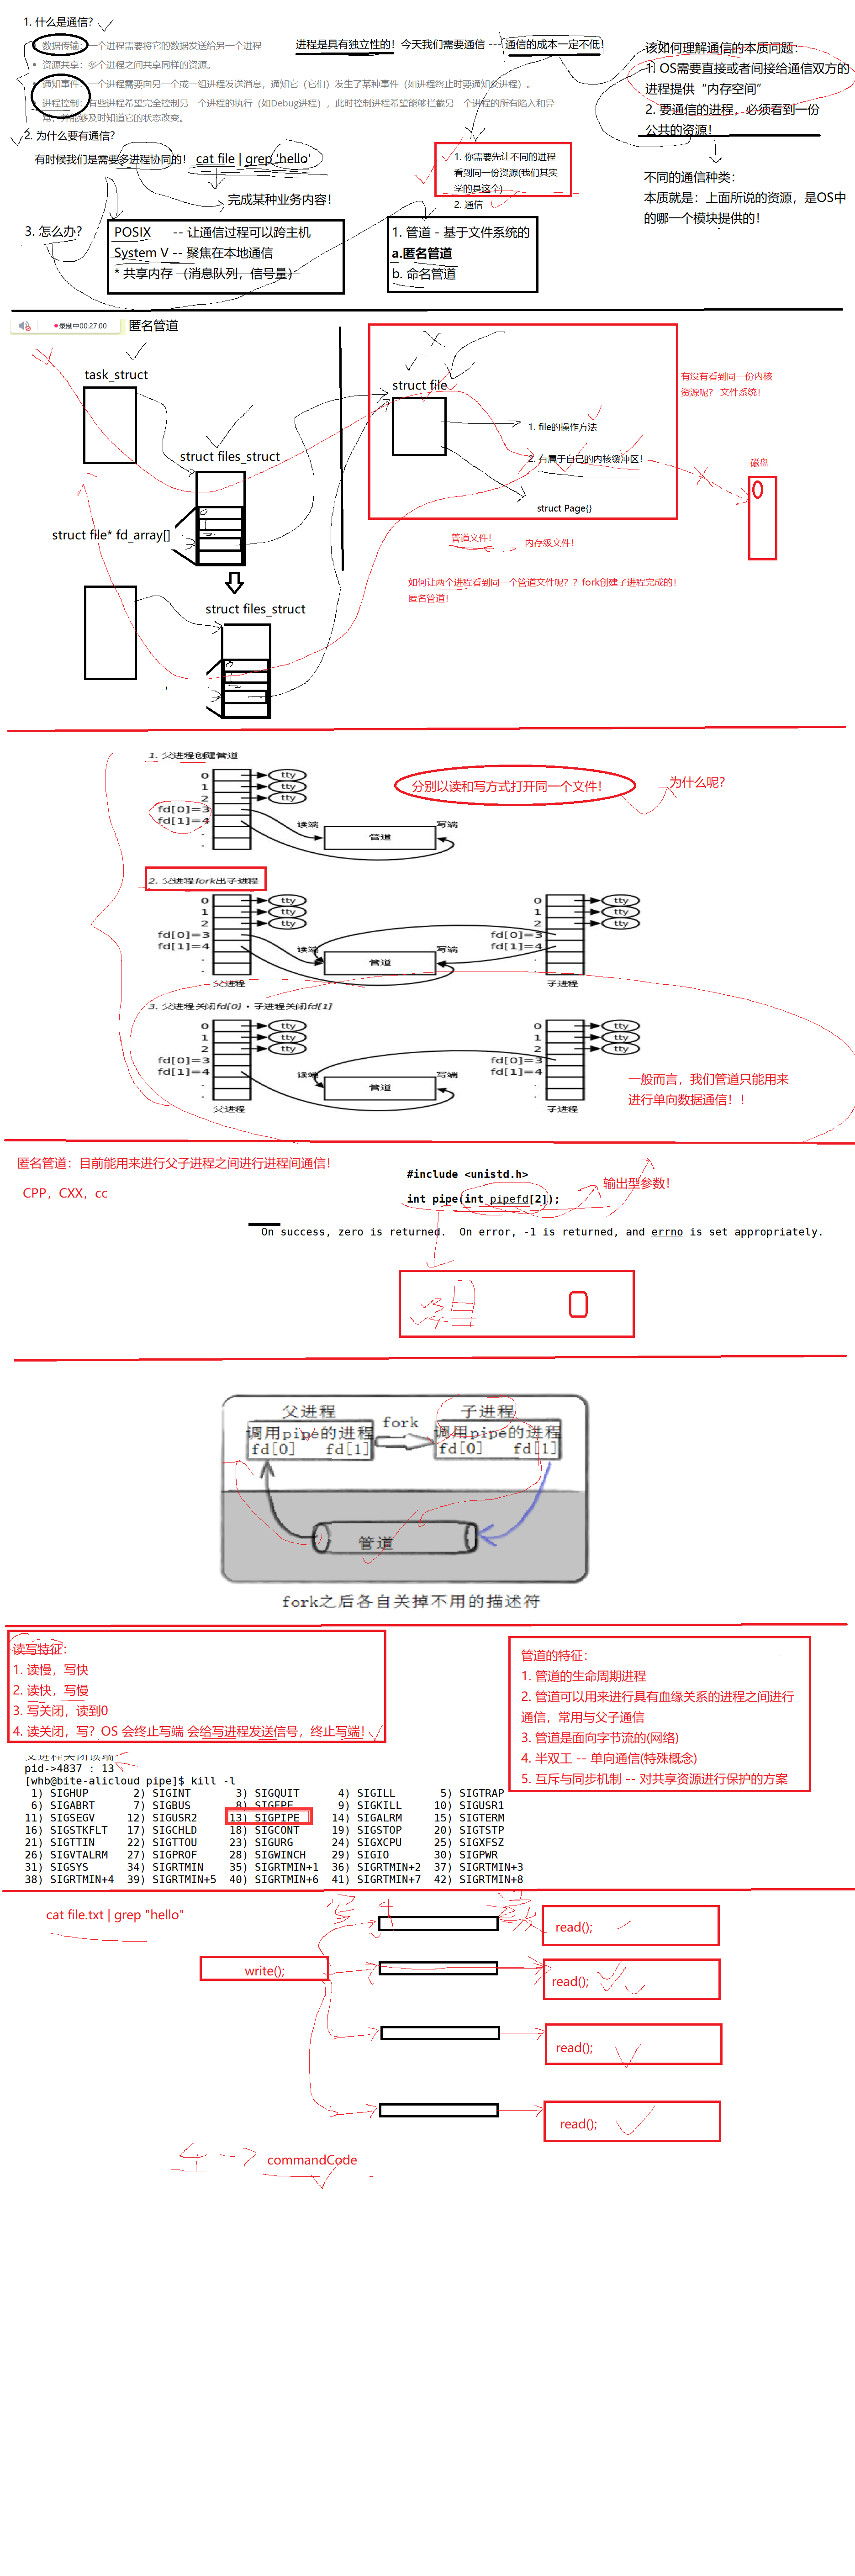 1. 什么是通信?
数据传输：一个进程需要将它的数据发送给另一个进程
资源共享：多个进程之间共享同样的资源。
通知事件：一个进程需要向另一个或一组进程发送消息，通知它（它们）发生了某种事件（如进程终止时要通知父进程）。
进程控制：有些进程希望完全控制另一个进程的执行（如Debug进程），此时控制进程希望能够拦截另一个进程的所有陷入和异
常，并能够及时知道它的状态改变。
进程是具有独立性的！今天我们需要通信 --- 通信的成本一定不低！
该如何理解通信的本质问题：
1. OS需要直接或者间接给通信双方的
进程提供“内存空间”
2. 要通信的进程，必须看到一份
公共的资源！
2. 为什么要有通信?
有时候我们是需要多进程协同的！ cat file | grep 'hello'
完成某种业务内容！
1. 你需要先让不同的进程
看到同一份资源(我们其实
学的是这个)
2. 通信
不同的通信种类：
本质就是：上面所说的资源，是OS中
的哪一个模块提供的！
3. 怎么办?
POSIX -- 让通信过程可以跨主机
System V -- 聚焦在本地通信
* 共享内存 （消息队列，信号量）
1. 管道 - 基于文件系统的
a.匿名管道
b. 命名管道
录制中00:27:00
匿名管道
task_struct
struct files_struct
struct file* fd_array[]
struct files_struct
struct file
1. file的操作方法
2. 有属于自己的内核缓冲区！
struct Page{}
有没有看到同一份内核
资源呢？ 文件系统！
磁盘
管道文件！
内存级文件！
如何让两个进程看到同一个管道文件呢？？fork创建子进程完成的！
匿名管道！
1. 父进程创建管道
0 tty
1 tty
2 tty
fd[0]=3
fd[1]=4
读端 管道 写端
分别以读和写方式打开同一个文件！
为什么呢？
2. 父进程fork出子进程
0 tty 0 tty
1 tty 1 tty
2 tty 2 tty
fd[0]=3 fd[0]=3
fd[1]=4 读端 写端 fd[1]=4
管道
父进程 子进程
3. 父进程关闭fd[0]，子进程关闭fd[1]
0 tty 0 tty
1 tty 1 tty
2 tty 2 tty
fd[0]=3 fd[0]=3
fd[1]=4 读端 写端 fd[1]=4
管道
父进程 子进程
一般而言，我们管道只能用来
进行单向数据通信！！
匿名管道：目前能用来进行父子进程之间进行进程间通信！
CPP，CXX，cc
#include <unistd.h>
int pipe(int pipefd[2]);
输出型参数！
On success, zero is returned. On error, -1 is returned, and errno is set appropriately.
3
4
父进程 子进程
调用pipe的进程 fork 调用pipe的进程
fd[0] fd[1] fd[0] fd[1]
管道
fork之后各自关掉不用的描述符
读写特征：
1. 读慢，写快
2. 读快，写慢
3. 写关闭，读到0
4. 读关闭，写？OS 会终止写端 会给写进程发送信号，终止写端！
管道的特征：
1. 管道的生命周期进程
2. 管道可以用来进行具有血缘关系的进程之间进行
通信，常用与父子通信
3. 管道是面向字节流的(网络)
4. 半双工 -- 单向通信(特殊概念)
5. 互斥与同步机制 -- 对共享资源进行保护的方案
父进程关闭读端
pid->4837 : 13
[whb@bite-alicloud pipe]$ kill -l
1) SIGHUP 2) SIGINT 3) SIGQUIT 4) SIGILL 5) SIGTRAP
6) SIGABRT 7) SIGBUS 8) SIGFPE 9) SIGKILL 10) SIGUSR1
11) SIGSEGV 12) SIGUSR2 13) SIGPIPE 14) SIGALRM 15) SIGTERM
16) SIGSTKFLT 17) SIGCHLD 18) SIGCONT 19) SIGSTOP 20) SIGTSTP
21) SIGTTIN 22) SIGTTOU 23) SIGURG 24) SIGXCPU 25) SIGXFSZ
26) SIGVTALRM 27) SIGPROF 28) SIGWINCH 29) SIGIO 30) SIGPWR
31) SIGSYS 34) SIGRTMIN 35) SIGRTMIN+1 36) SIGRTMIN+2 37) SIGRTMIN+3
38) SIGRTMIN+4 39) SIGRTMIN+5 40) SIGRTMIN+6 41) SIGRTMIN+7 42) SIGRTMIN+8
cat file.txt | grep "hello"
read();
write();
read();
read();
read();
commandCode